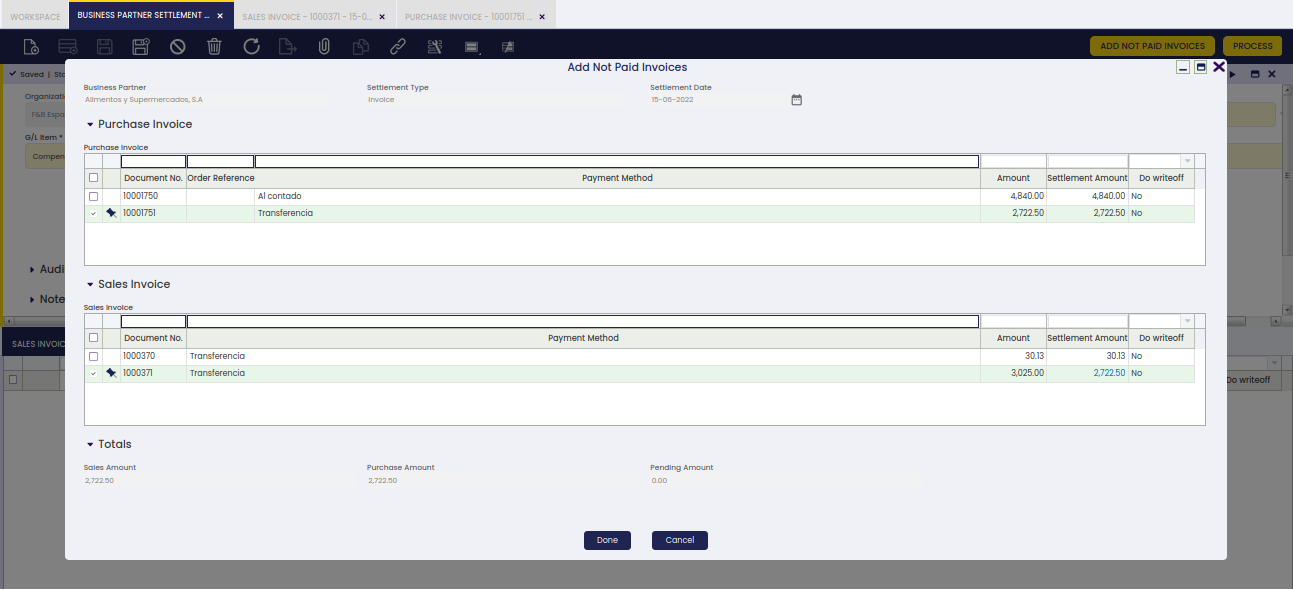 WORKSPACE
BUSINESS PARTNER SETTLEMENT ...
SALES INVOICE - 1000371 - 15-0...
PURCHASE INVOICE - 10001751 ...
ADD NOT PAID INVOICES
PROCESS
Saved | Sta
Add Not Paid Invoices
Organizati
F&B Espa
G/L Item *
Compen
Audi
Note
SALES INVOIC
Do writeoff
Business Partner
Settlement Type
Settlement Date
Alimentos y Supermercados, S.A
Invoice
15-06-2022
Purchase Invoice
Purchase Invoice
Document No. Order Reference Payment Method Amount Settlement Amount Do writeoff
10001750 Al contado 4,840.00 4,840.00 No
10001751 Transferencia 2,722.50 2,722.50 No
Sales Invoice
Sales Invoice
Document No. Payment Method Amount Settlement Amount Do writeoff
1000370 Transferencia 30.13 30.13 No
1000371 Transferencia 3,025.00 2,722.50 No
Totals
Sales Amount
Purchase Amount
Pending Amount
2,722.50
2,722.50
0.00
Done
Cancel